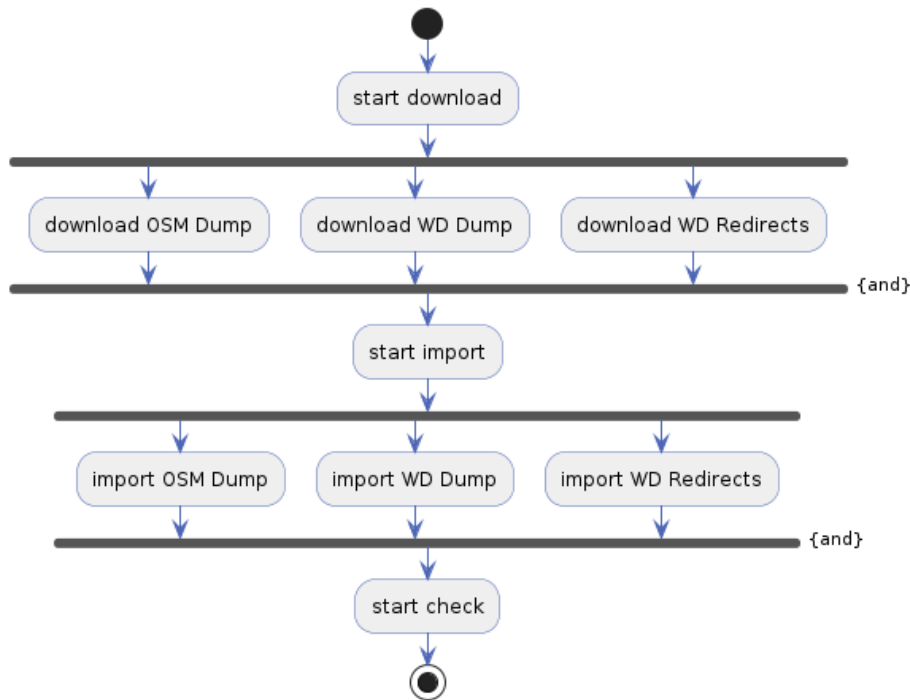 start download
download OSM Dump
download WD Dump
download WD Redirects
{and}
start import
import OSM Dump
import WD Dump
import WD Redirects
{and}
start check